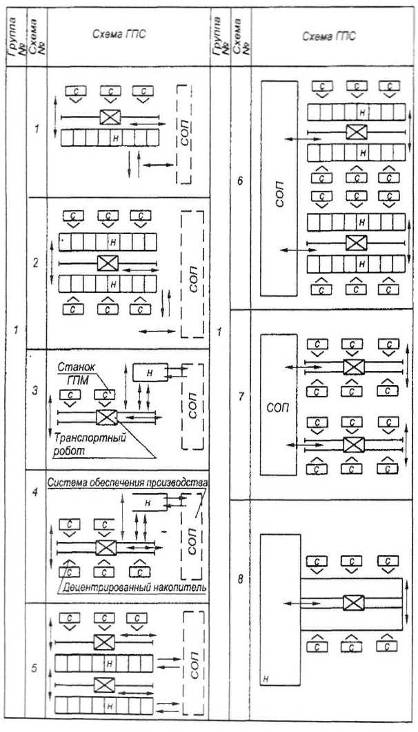 Группа №
Схема №
Схема ГПС
Группа №
Схема №
Схема ГПС
1
1
С С С
Н
СОП
2
С С С
Н
Н
С С С
СОП
3
Станок
ГПМ
Н
С С
СОП
Транспортный
робот
4
Система обеспечения производства
Н
С С
СОП
С С С
Децентрированный накопитель
5
С С С
Н
Н
СОП
1
6
СОП
С С С
Н
Н
С С С
С С С
Н
Н
С С С
7
СОП
С С С
С С С
С С С
С С С
8
С С С
С С С
Н